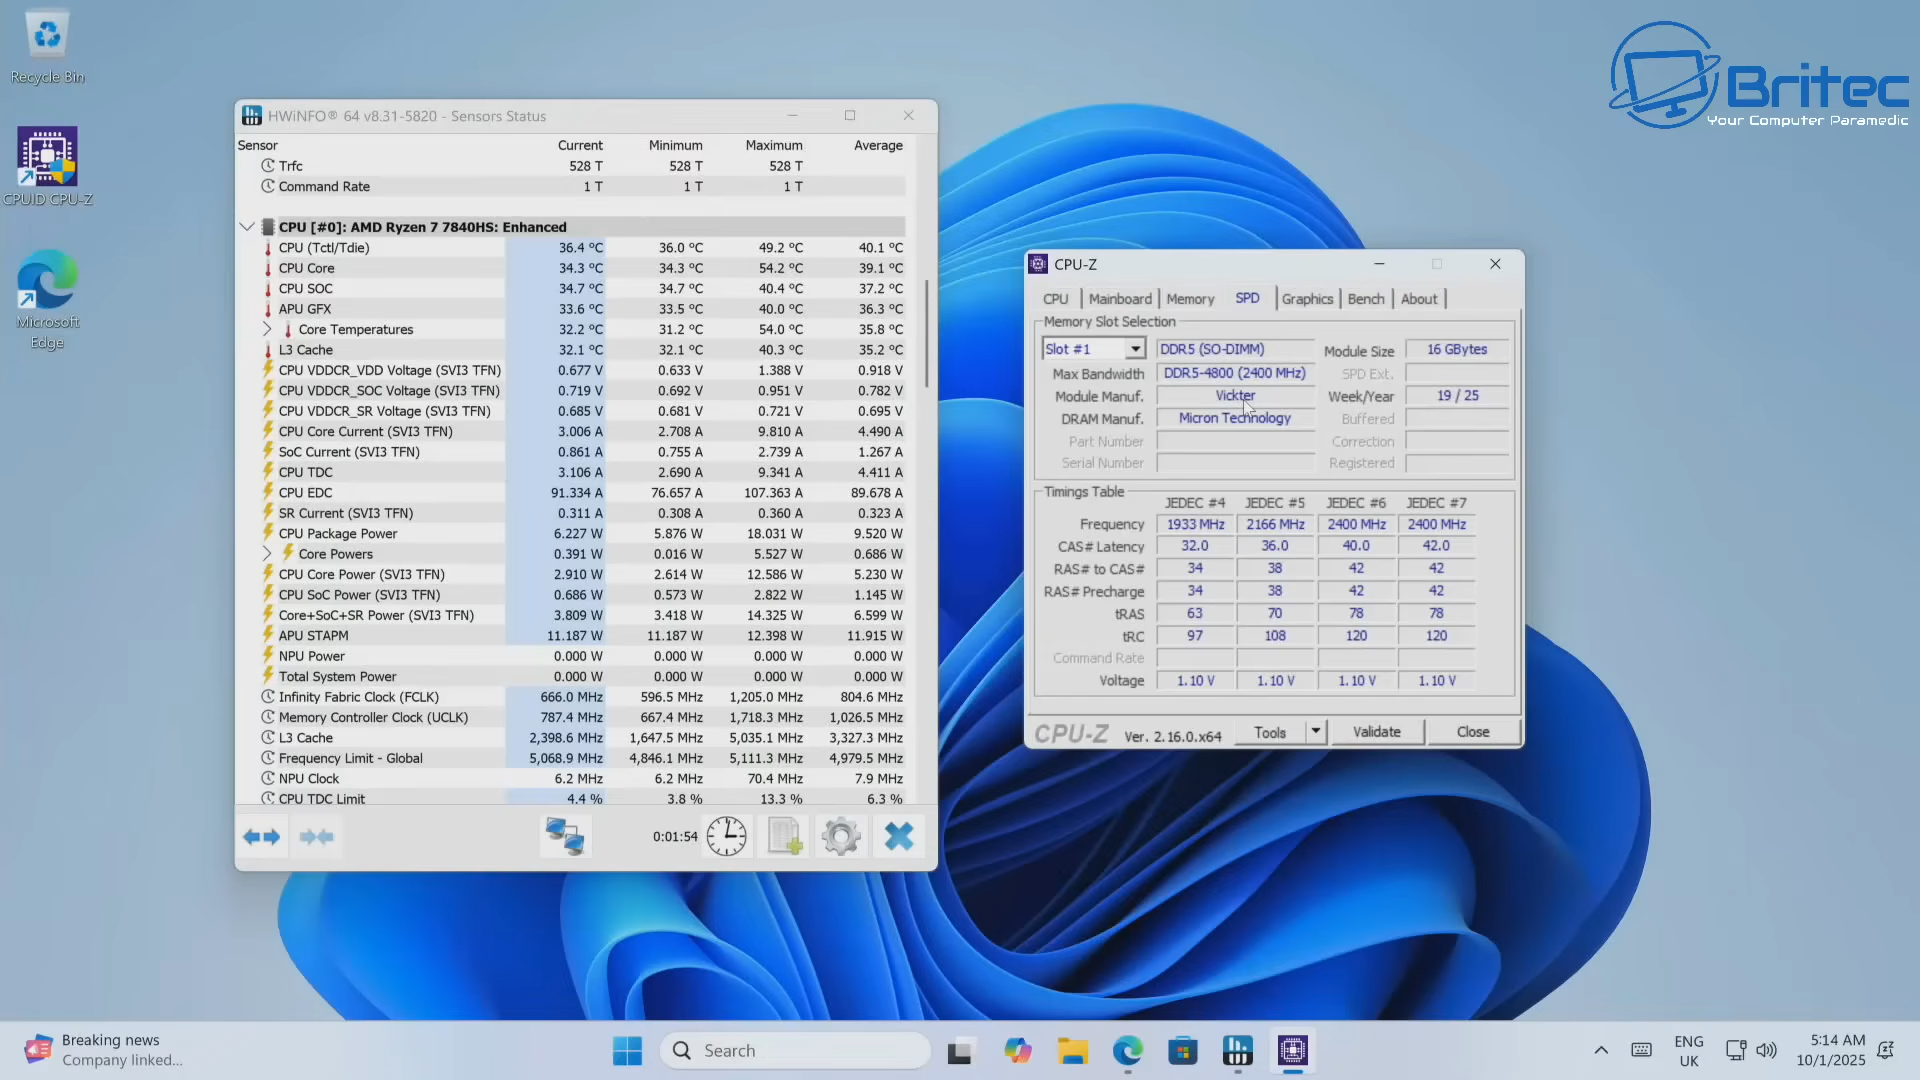 Recycle Bin
CPUID CPU-Z
Microsoft
Edge
Britec
Your Computer Paramedic
HWiNFO® 64 v8.31-5820 - Sensors Status
Sensor Current Minimum Maximum Average
Trfc 528 T 528 T 528 T
Command Rate 1 T 1 T 1 T
CPU [#0]: AMD Ryzen 7 7840HS: Enhanced
CPU (Tctl/Tdie) 36.4 °C 36.0 °C 49.2 °C 40.1 °C
CPU Core 34.3 °C 34.3 °C 54.2 °C 39.1 °C
CPU SOC 34.7 °C 34.7 °C 40.4 °C 37.2 °C
APU GFX 33.6 °C 33.5 °C 40.0 °C 36.3 °C
Core Temperatures 32.2 °C 31.2 °C 54.0 °C 35.8 °C
L3 Cache 32.1 °C 32.1 °C 40.3 °C 35.2 °C
CPU VDDCR_VDD Voltage (SVI3 TFN) 0.677 V 0.633 V 1.388 V 0.918 V
CPU VDDCR_SOC Voltage (SVI3 TFN) 0.719 V 0.692 V 0.951 V 0.782 V
CPU VDDCR_SR Voltage (SVI3 TFN) 0.685 V 0.681 V 0.721 V 0.695 V
CPU Core Current (SVI3 TFN) 3.006 A 2.708 A 9.810 A 4.490 A
SoC Current (SVI3 TFN) 0.861 A 0.755 A 2.739 A 1.267 A
CPU TDC 3.106 A 2.690 A 9.341 A 4.411 A
CPU EDC 91.334 A 76.657 A 107.363 A 89.678 A
SR Current (SVI3 TFN) 0.311 A 0.308 A 0.360 A 0.323 A
CPU Package Power 6.227 W 5.876 W 18.031 W 9.520 W
Core Powers 0.391 W 0.016 W 5.527 W 0.686 W
CPU Core Power (SVI3 TFN) 2.910 W 2.614 W 12.586 W 5.230 W
CPU SoC Power (SVI3 TFN) 0.686 W 0.573 W 2.822 W 1.145 W
Core+SoC+SR Power (SVI3 TFN) 3.809 W 3.418 W 14.325 W 6.599 W
APU STAPM 11.187 W 11.187 W 12.398 W 11.915 W
NPU Power 0.000 W 0.000 W 0.000 W 0.000 W
Total System Power 0.000 W 0.000 W 0.000 W 0.000 W
Infinity Fabric Clock (FCLK) 666.0 MHz 596.5 MHz 1,205.0 MHz 804.6 MHz
Memory Controller Clock (UCLK) 787.4 MHz 667.4 MHz 1,718.3 MHz 1,026.5 MHz
L3 Cache 2,398.6 MHz 1,647.5 MHz 5,035.1 MHz 3,327.3 MHz
Frequency Limit - Global 5,068.9 MHz 4,846.1 MHz 5,111.3 MHz 4,979.5 MHz
NPU Clock 6.2 MHz 6.2 MHz 70.4 MHz 7.9 MHz
CPU TDC Limit 4.4 % 3.8 % 13.3 % 6.3 %
0:01:54
CPU-Z
CPU Mainboard Memory SPD Graphics Bench About
Memory Slot Selection
Slot #1 DDR5 (SO-DIMM) Module Size 16 GBytes
Max Bandwidth DDR5-4800 (2400 MHz) SPD Ext.
Module Manuf. Vickter Week/Year 19 / 25
DRAM Manuf. Micron Technology Buffered
Part Number Correction
Serial Number Registered
Timings Table
JEDEC #4 JEDEC #5 JEDEC #6 JEDEC #7
Frequency 1933 MHz 2166 MHz 2400 MHz 2400 MHz
CAS# Latency 32.0 36.0 40.0 42.0
RAS# to CAS# 34 38 42 42
RAS# Precharge 34 38 42 42
tRAS 63 70 78 78
tRC 97 108 120 120
Command Rate
Voltage 1.10 V 1.10 V 1.10 V 1.10 V
CPU-Z Ver. 2.16.0.x64 Tools Validate Close
Breaking news
Company linked...
Search
ENG
UK
5:14 AM
10/1/2025